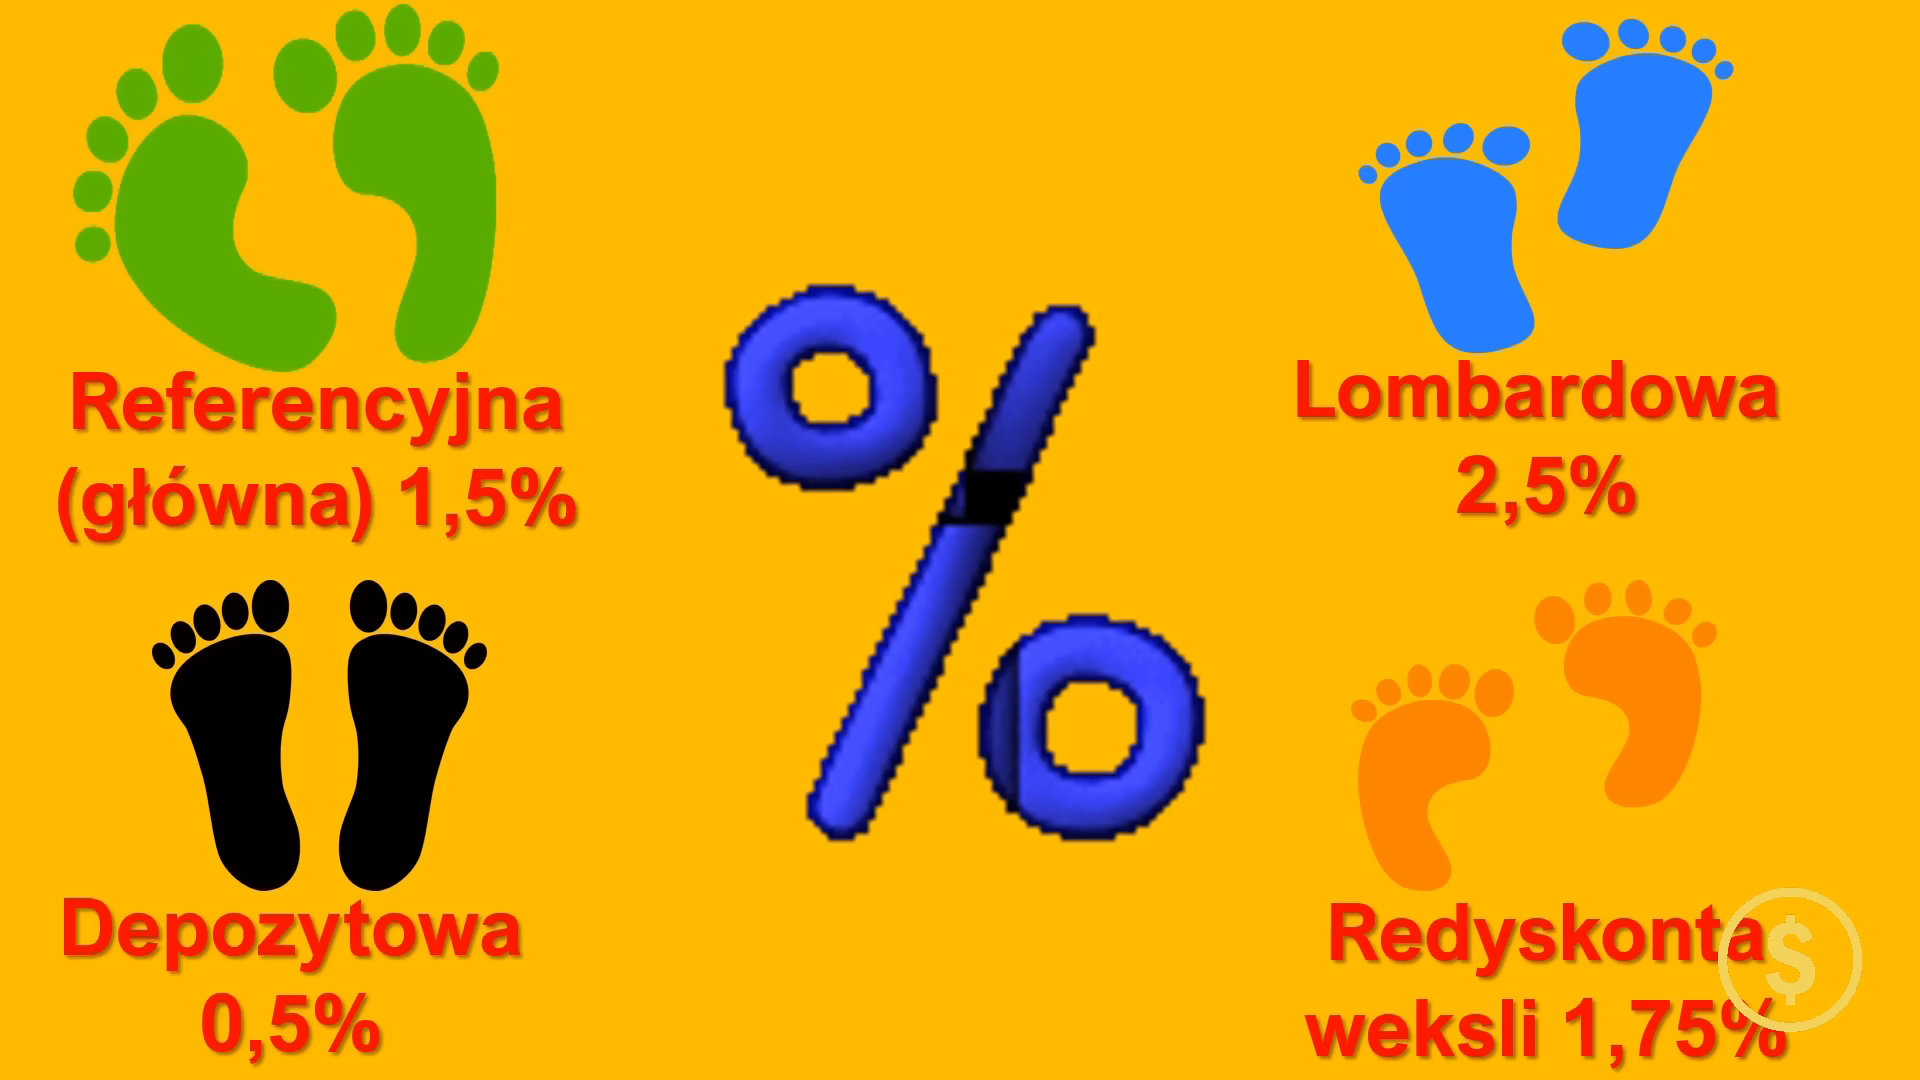 Referencyjna
(główna) 1,5%
Lombardowa
2,5%
%
Depozytowa
0,5%
Redyskonta
weksli 1,75%
$